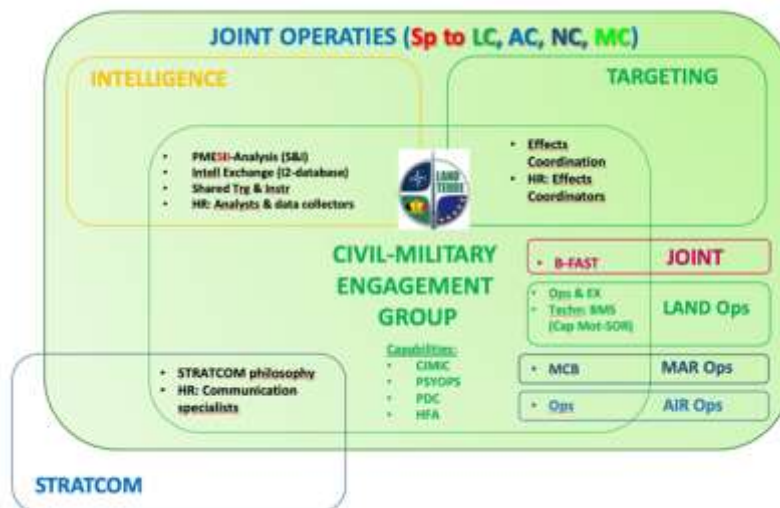 JOINT OPERATIES (Sp to LC, AC, NC, MC)
INTELLIGENCE
TARGETING
• PMESII-Analysis (S&I)
• Intell Exchange (I2-database)
• Shared Trg & Instr
• HR: Analysts & data collectors
• Effects
Coordination
• HR: Effects
Coordinators
LAND
TERRE
CIVIL-MILITARY
ENGAGEMENT
GROUP
Capabilities:
• CIMIC
• PSYOPS
• PDC
• HFA
• B-FAST
JOINT
• Ops & EX
• Techn: BMS
(Cap Mot-SOR)
LAND Ops
• MCB
MAR Ops
• Ops
AIR Ops
• STRATCOM philosophy
• HR: Communication
specialists
STRATCOM